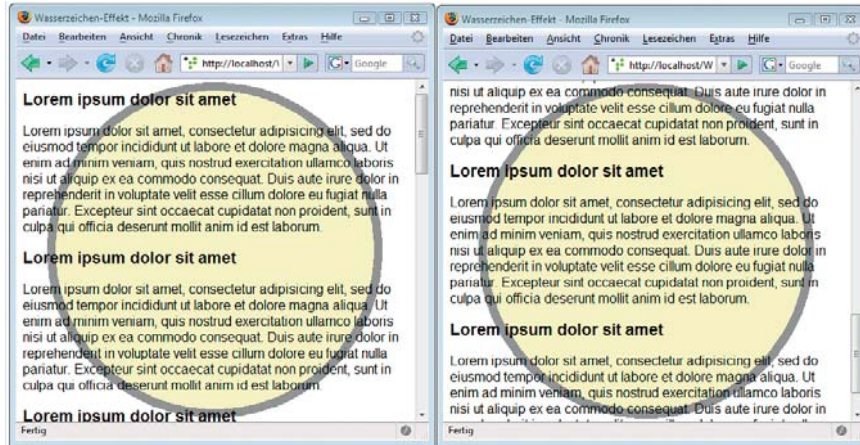 Wasserzeichen-Effekt - Mozilla Firefox
Datei Bearbeiten Ansicht Chronik Lesezeichen Extras Hilfe
http://localhost/\ Google
Lorem ipsum dolor sit amet
Lorem ipsum dolor sit amet, consectetur adipisicing elit, sed do
eiusmod tempor incididunt ut labore et dolore magna aliqua. Ut
enim ad minim veniam, quis nostrud exercitation ullamco laboris
nisi ut aliquip ex ea commodo consequat. Duis aute irure dolor in
reprehenderit in voluptate velit esse cillum dolore eu fugiat nulla
pariatur. Excepteur sint occaecat cupidatat non proident, sunt in
culpa qui officia deserunt mollit anim id est laborum.
Lorem ipsum dolor sit amet
Lorem ipsum dolor sit amet, consectetur adipisicing elit, sed do
eiusmod tempor incididunt ut labore et dolore magna aliqua. Ut
enim ad minim veniam, quis nostrud exercitation ullamco laboris
nisi ut aliquip ex ea commodo consequat. Duis aute irure dolor in
reprehenderit in voluptate velit esse cillum dolore eu fugiat nulla
pariatur. Excepteur sint occaecat cupidatat non proident, sunt in
culpa qui officia deserunt mollit anim id est laborum.
Lorem ipsum dolor sit amet
Fertig
Wasserzeichen-Effekt - Mozilla Firefox
Datei Bearbeiten Ansicht Chronik Lesezeichen Extras Hilfe
http://localhost/W Google
nisi ut aliquip ex ea commodo consequat. Duis aute irure dolor in
reprehenderit in voluptate velit esse cillum dolore eu fugiat nulla
pariatur. Excepteur sint occaecat cupidatat non proident, sunt in
culpa qui officia deserunt mollit anim id est laborum.
Lorem ipsum dolor sit amet
Lorem ipsum dolor sit amet, consectetur adipisicing elit, sed do
eiusmod tempor incididunt ut labore et dolore magna aliqua. Ut
enim ad minim veniam, quis nostrud exercitation ullamco laboris
nisi ut aliquip ex ea commodo consequat. Duis aute irure dolor in
reprehenderit in voluptate velit esse cillum dolore eu fugiat nulla
pariatur. Excepteur sint occaecat cupidatat non proident, sunt in
culpa qui officia deserunt mollit anim id est laborum.
Lorem ipsum dolor sit amet
Lorem ipsum dolor sit amet, consectetur adipisicing elit, sed do
eiusmod tempor incididunt ut labore et dolore magna aliqua. Ut
enim ad minim veniam, quis nostrud exercitation ullamco laboris
nisi ut aliquip ex ea commodo consequat. Duis aute irure dolor in
Fertig